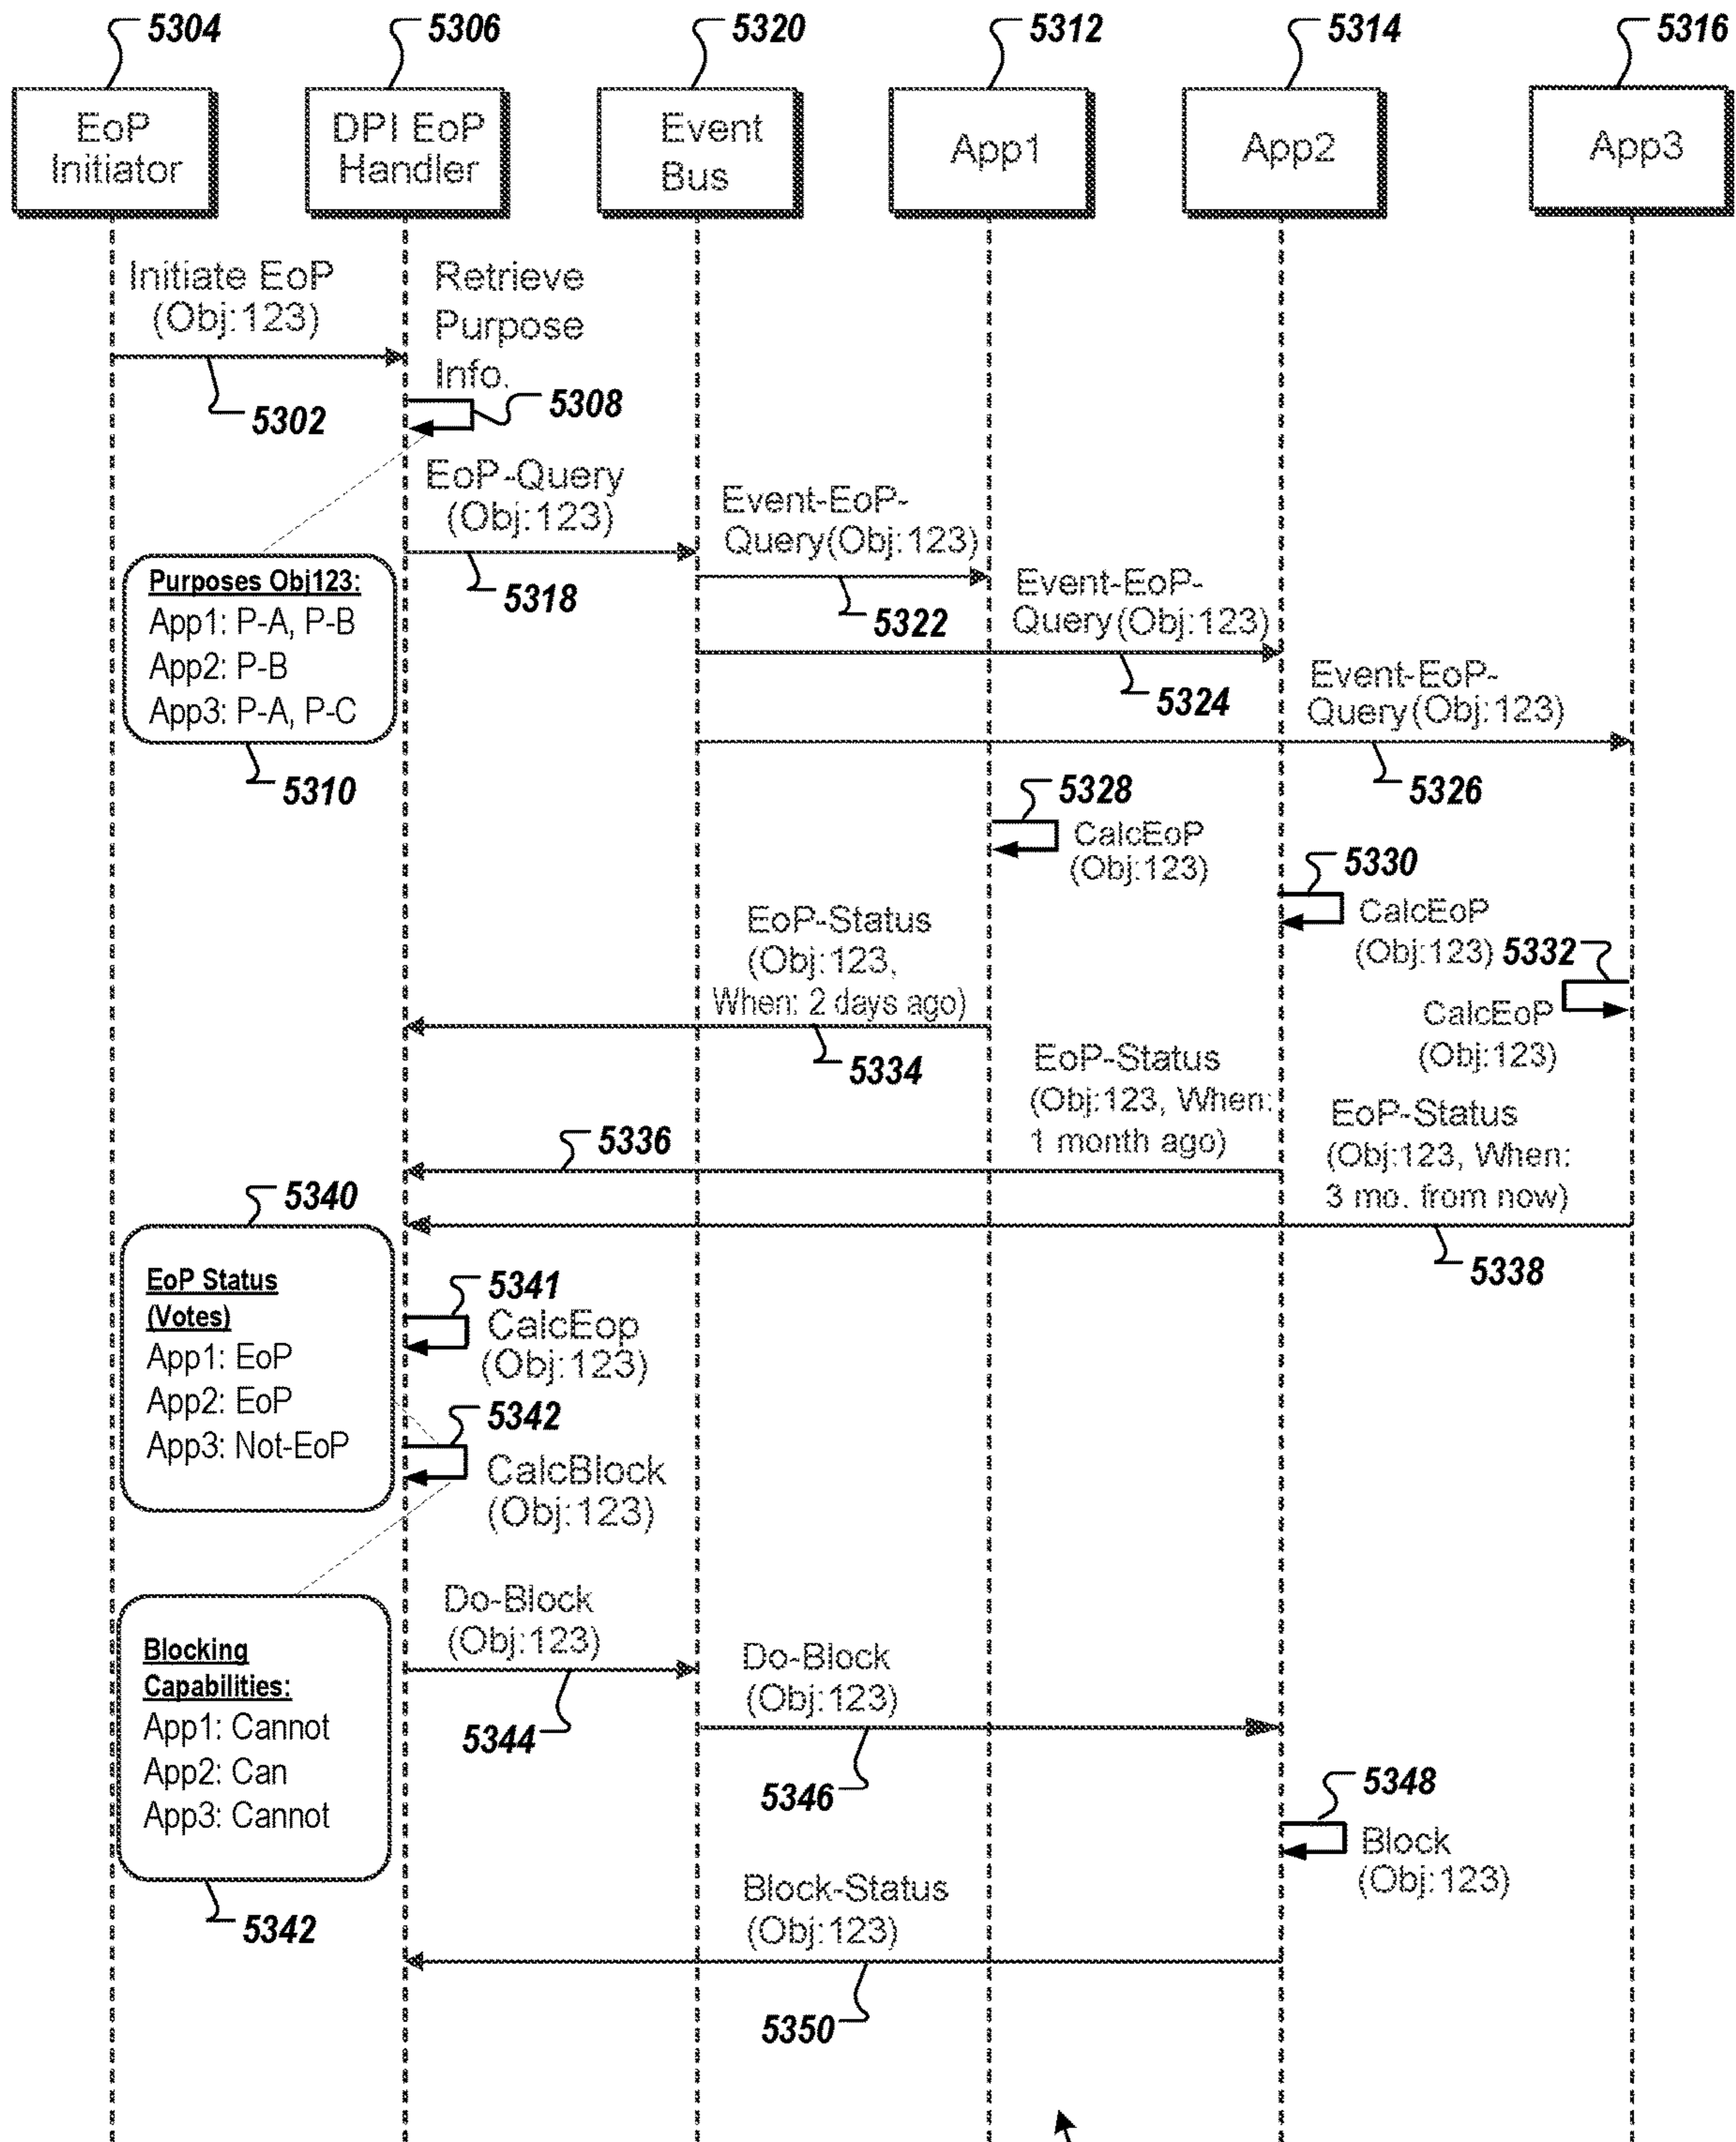 5304
5306
5320
5312
5314
5316
EoP
Initiator
DPI EoP
Handler
Event
Bus
App1
App2
App3
Initiate EoP
(Obj:123)
5302
Retrieve
Purpose
Info.
5308
EoP-Query
(Obj:123)
5318
Event-EoP-
Query(Obj:123)
5322
Event-EoP-
Query(Obj:123)
5324
Event-EoP-
Query(Obj:123)
5326
Purposes Obj123:
App1: P-A, P-B
App2: P-B
App3: P-A, P-C
5310
5328
CalcEoP
(Obj:123)
5330
CalcEoP
(Obj:123)
5332
CalcEoP
(Obj:123)
EoP-Status
(Obj:123,
When: 2 days ago)
5334
EoP-Status
(Obj:123, When:
1 month ago)
5336
EoP-Status
(Obj:123, When:
3 mo. from now)
5338
5340
EoP Status
(Votes)
App1: EoP
App2: EoP
App3: Not-EoP
5341
CalcEop
(Obj:123)
5342
CalcBlock
(Obj:123)
Blocking
Capabilities:
App1: Cannot
App2: Can
App3: Cannot
5342
Do-Block
(Obj:123)
5344
Do-Block
(Obj:123)
5346
5348
Block
(Obj:123)
Block-Status
(Obj:123)
5350